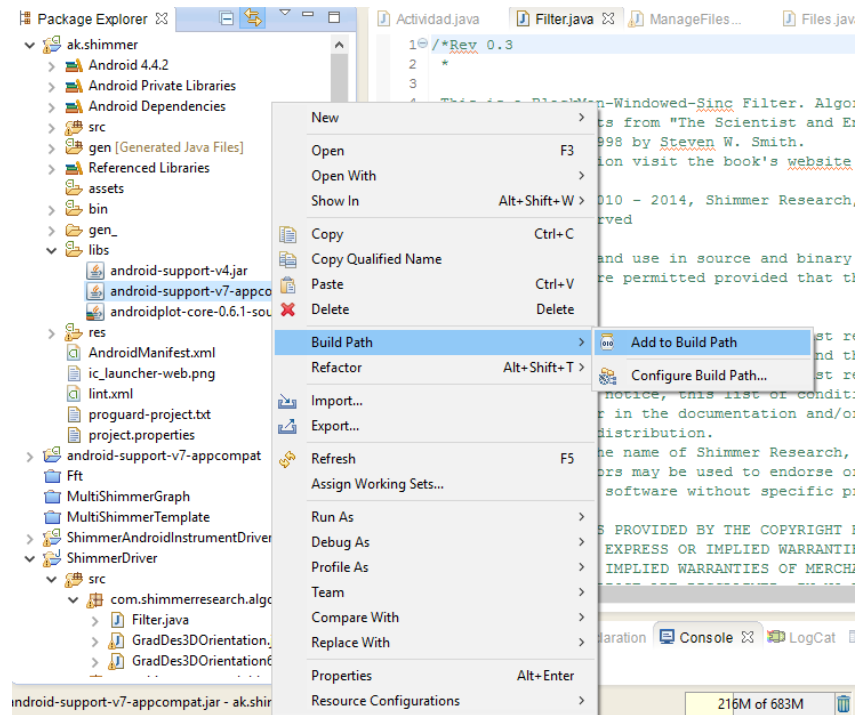 Package Explorer
Actividad.java
Filter.java
ManageFiles...
Files.jav
ak.shimmer
Android 4.4.2
Android Private Libraries
Android Dependencies
src
gen [Generated Java Files]
Referenced Libraries
assets
bin
gen_
libs
android-support-v4.jar
android-support-v7-appco
androidplot-core-0.6.1-sou
res
AndroidManifest.xml
ic_launcher-web.png
lint.xml
proguard-project.txt
project.properties
android-support-v7-appcompat
Fft
MultiShimmerGraph
MultiShimmerTemplate
ShimmerAndroidInstrumentDriver
ShimmerDriver
src
com.shimmerresearch.algo
Filter.java
GradDes3DOrientation.
GradDes3DOrientation6
New
Open F3
Open With
Show In Alt+Shift+W
Copy Ctrl+C
Copy Qualified Name
Paste Ctrl+V
Delete Delete
Build Path
Refactor Alt+Shift+T
Import...
Export...
Refresh F5
Assign Working Sets...
Run As
Debug As
Profile As
Team
Compare With
Replace With
Properties Alt+Enter
Resource Configurations
Add to Build Path
Configure Build Path...
1 /*Rev 0.3
2 *
3
n-Windowed-Sinc Filter. Algor
ts from "The Scientist and En
998 by Steven W. Smith.
ion visit the book's website
010 - 2014, Shimmer Research,
rved
and use in source and binary
re permitted provided that th
st re
nd th
st re
notice, this list of conditi
r in the documentation and/or
distribution.
he name of Shimmer Research,
ors may be used to endorse or
software without specific pr
S PROVIDED BY THE COPYRIGHT H
EXPRESS OR IMPLIED WARRANTIE
IMPLIED WARRANTIES OF MERCHA
laration
Console
LogCat
android-support-v7-appcompat.jar - ak.shir
216M of 683M